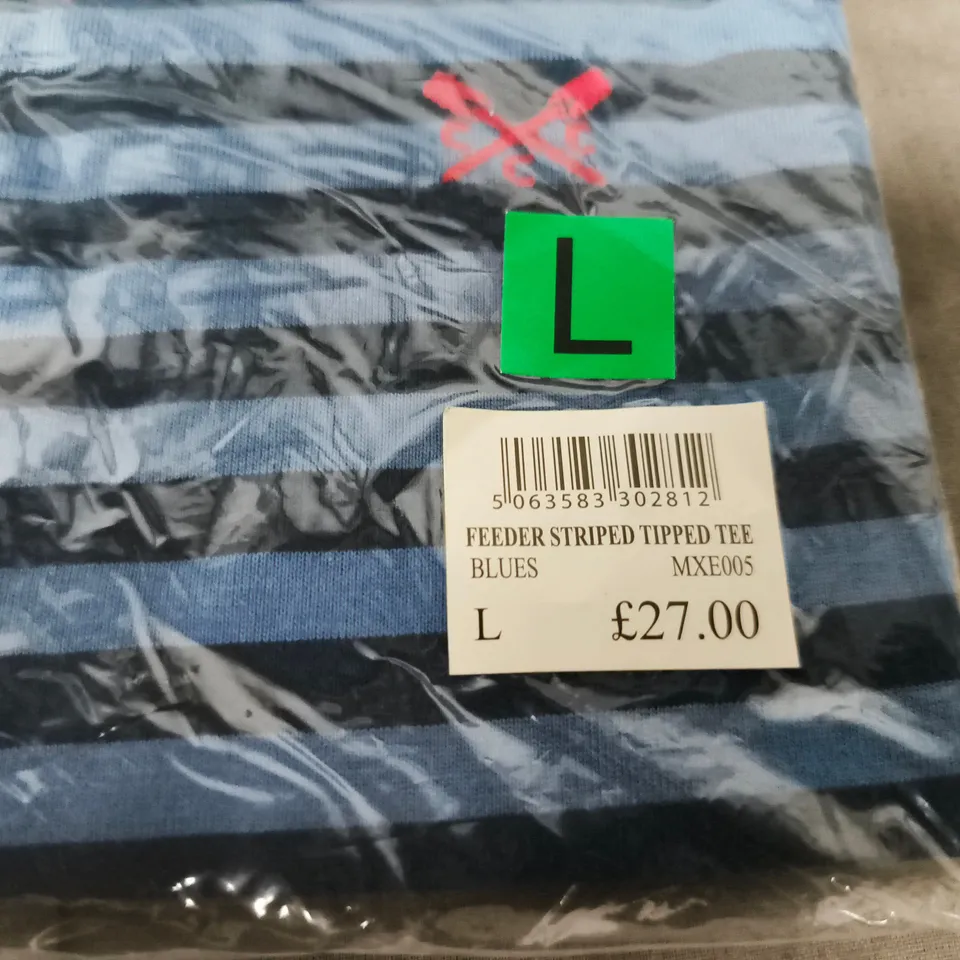 L
5 063583 302812
FEEDER STRIPED TIPPED TEE
BLUES MXE005
L £27.00